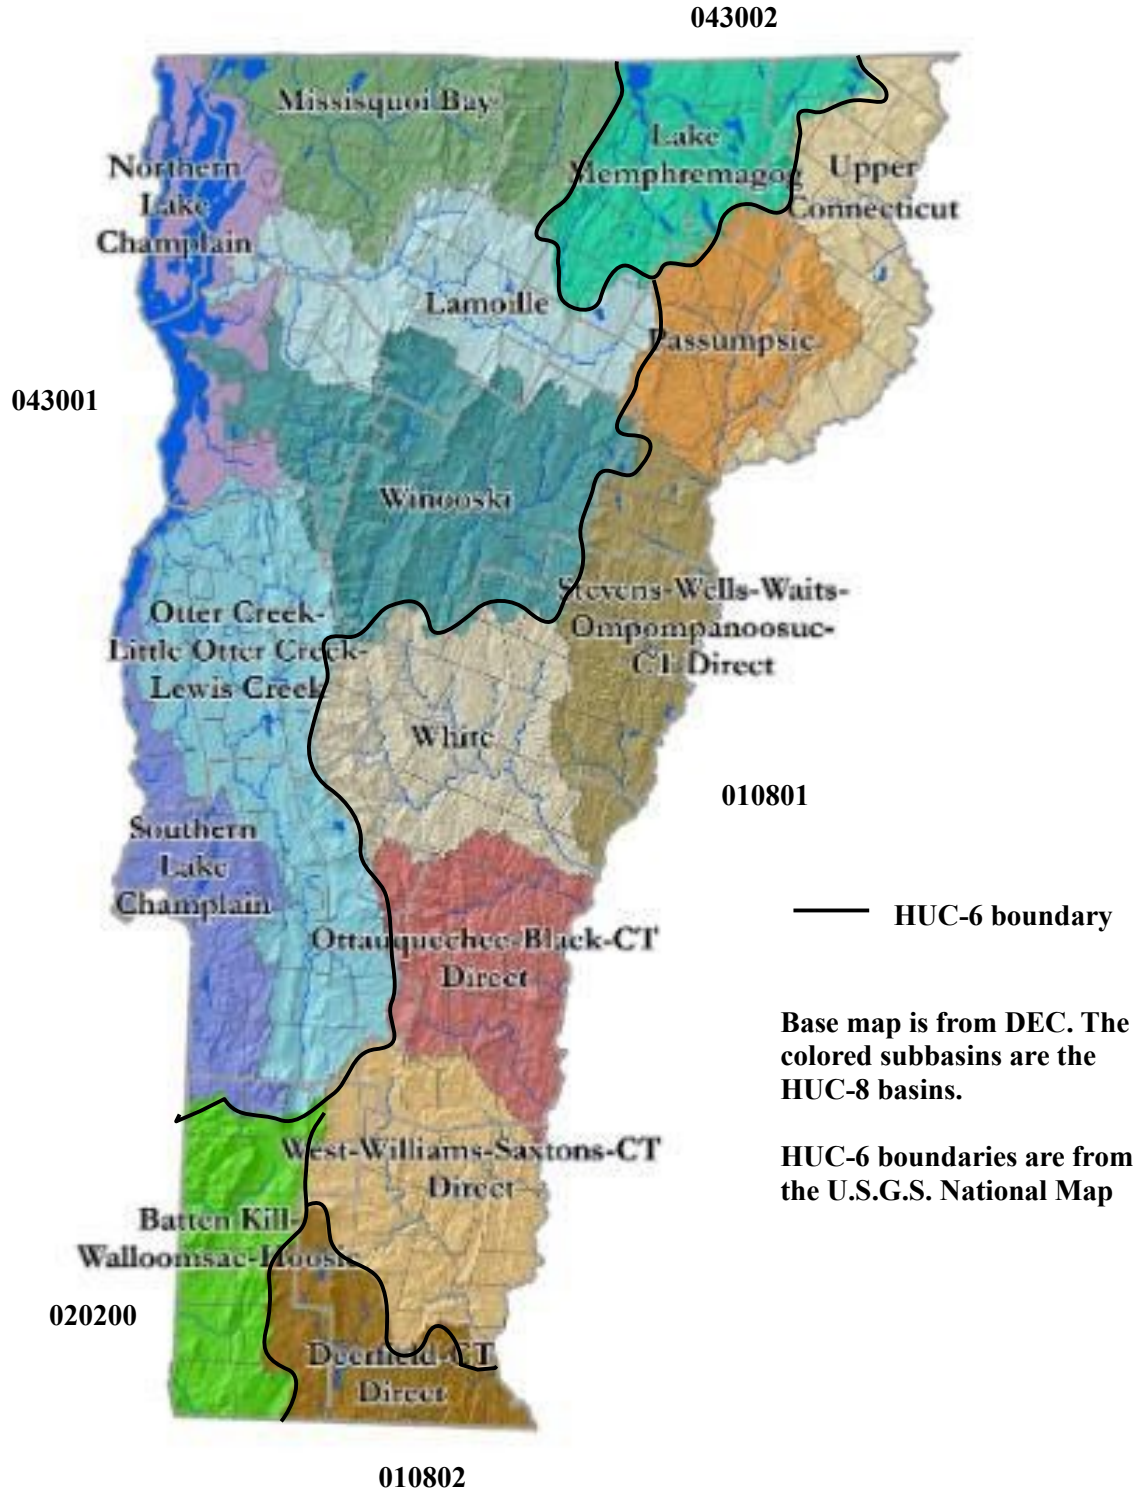 043002
Missisquoi Bay
Lake
Memphremagog
Northern
Lake
Champlain
Upper
Connecticut
Lamoille
Passumpsic
043001
Winooski
Stevens-Wells-Waits-
Ompompanoosuc-
CT Direct
Otter Creek-
Little Otter Creek-
Lewis Creek
White
010801
Southern
Lake
Champlain
HUC-6 boundary
Ottauquechee-Black-CT
Direct
Base map is from DEC. The
colored subbasins are the
HUC-8 basins.
West-Williams-Saxtons-CT
Direct
HUC-6 boundaries are from
the U.S.G.S. National Map
Batten Kill-
Walloomsac-Hoosic
020200
Deerfield-CT
Direct
010802